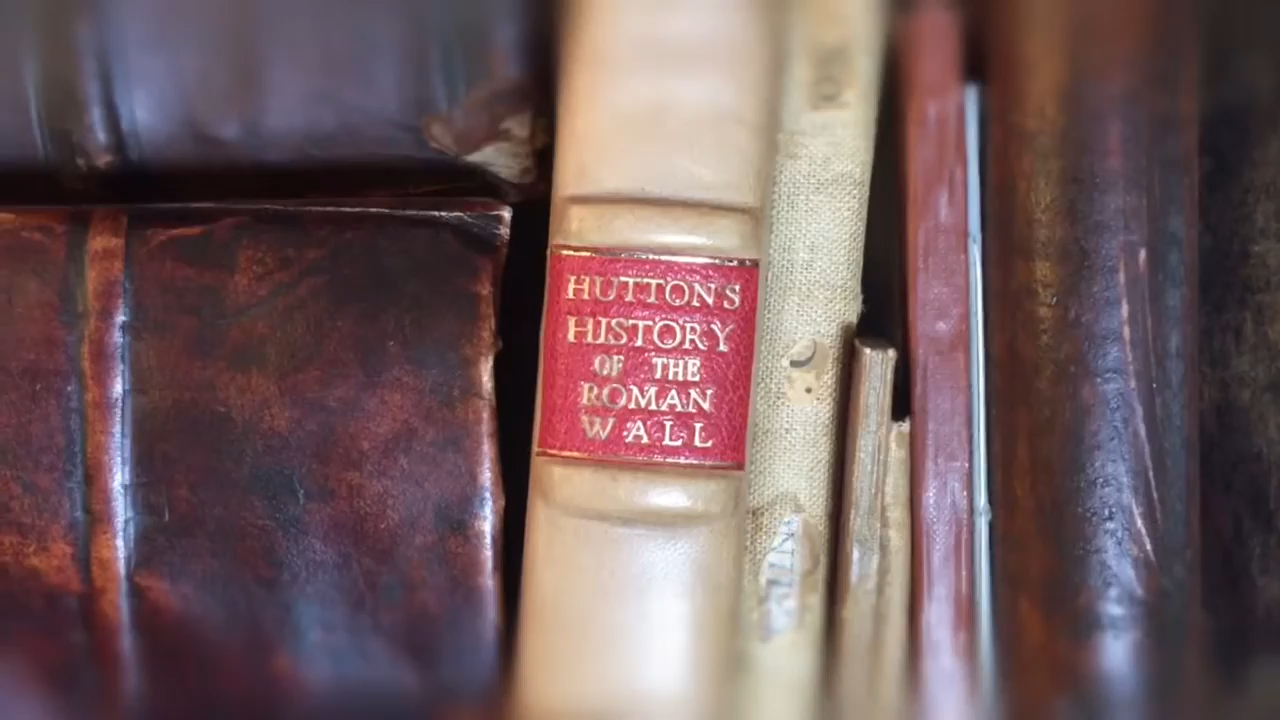 HUTTON'S
HISTORY
OF THE
ROMAN
WALL